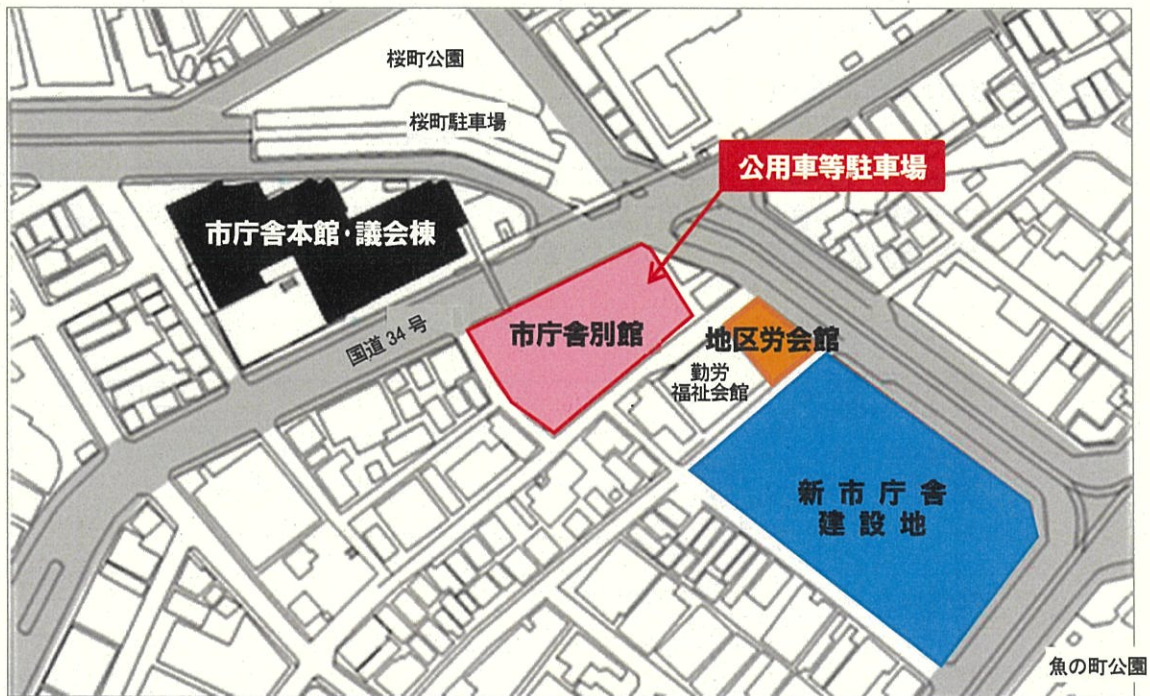 桜町公園
桜町駐車場
公用車等駐車場
市庁舎本館・議会棟
国道34号
市庁舎別館
地区労会館
勤労
福祉会館
新市庁舎
建設地
魚の町公園